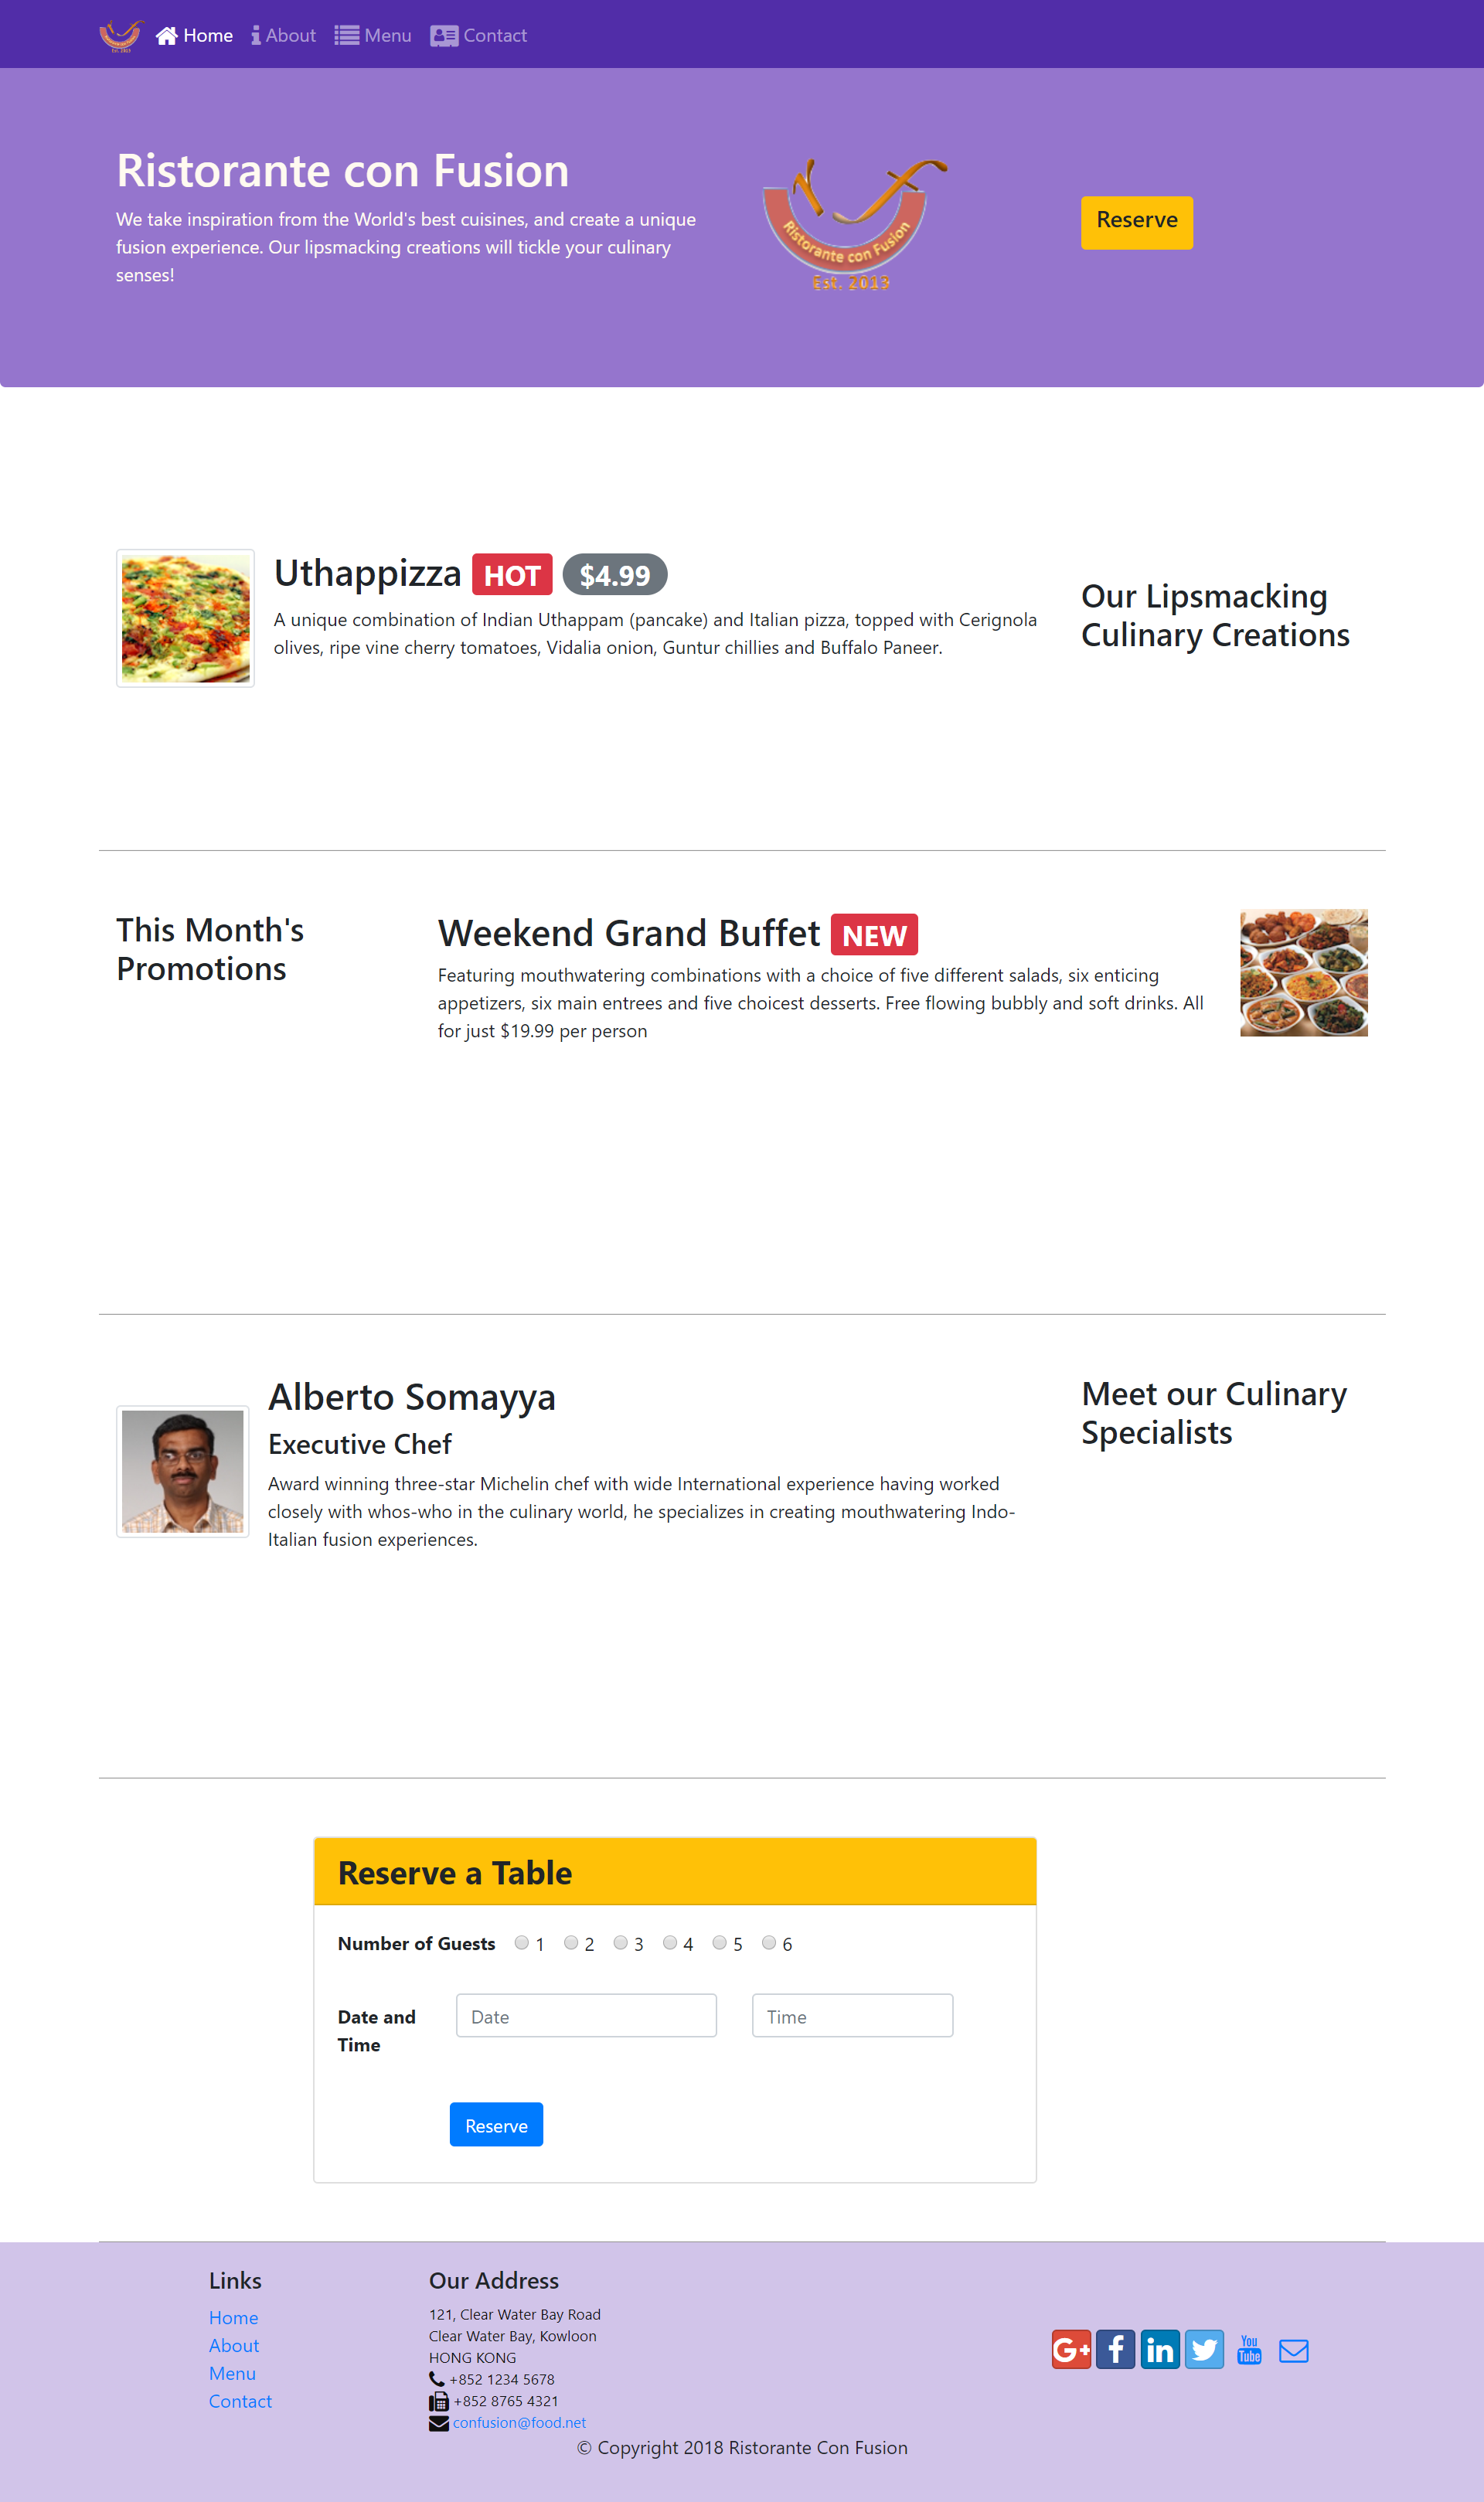 Home About Menu Contact
Ristorante con Fusion
We take inspiration from the World's best cuisines, and create a unique
fusion experience. Our lipsmacking creations will tickle your culinary
senses!
Ristorante con Fusion
Est. 2013
Reserve
Uthappizza HOT $4.99
A unique combination of Indian Uthappam (pancake) and Italian pizza, topped with Cerignola
olives, ripe vine cherry tomatoes, Vidalia onion, Guntur chillies and Buffalo Paneer.
Our Lipsmacking
Culinary Creations
This Month's
Promotions
Weekend Grand Buffet NEW
Featuring mouthwatering combinations with a choice of five different salads, six enticing
appetizers, six main entrees and five choicest desserts. Free flowing bubbly and soft drinks. All
for just $19.99 per person
Alberto Somayya
Executive Chef
Award winning three-star Michelin chef with wide International experience having worked
closely with whos-who in the culinary world, he specializes in creating mouthwatering Indo-
Italian fusion experiences.
Meet our Culinary
Specialists
Reserve a Table
Number of Guests 1 2 3 4 5 6
Date and
Time
Date
Time
Reserve
Links
Home
About
Menu
Contact
Our Address
121, Clear Water Bay Road
Clear Water Bay, Kowloon
HONG KONG
+852 1234 5678
+852 8765 4321
confusion@food.net
G+ f in You
Tube
© Copyright 2018 Ristorante Con Fusion